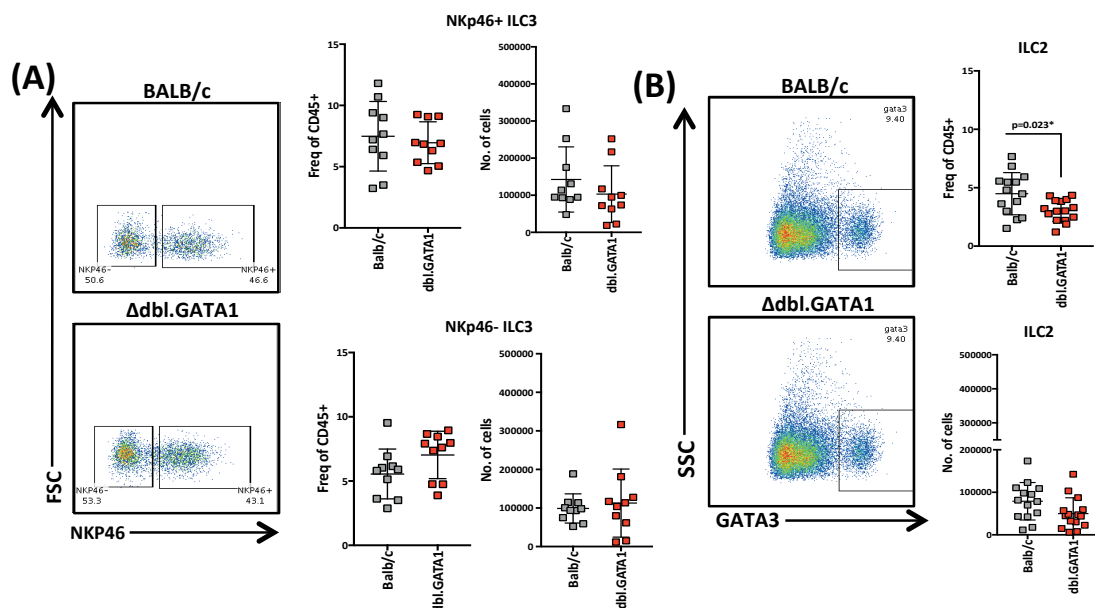 (A)
BALB/c
NKP46-
50.6
NKP46+
46.6
Δdbl.GATA1
NKP46-
53.3
NKP46+
43.1
FSC
NKP46
NKp46+ ILC3
Freq of CD45+
15
10
5
0
Balb/c
dbl.GATA1
No. of cells
500000
400000
300000
200000
100000
0
Balb/c
dbl.GATA1
NKp46- ILC3
Freq of CD45+
15
10
5
0
Balb/c
lbl.GATA1
No. of cells
500000
400000
300000
200000
100000
0
Balb/c
dbl.GATA1
(B)
BALB/c
gata3
9.40
Δdbl.GATA1
gata3
9.40
SSC
GATA3
ILC2
Freq of CD45+
15
10
5
0
p=0.023*
Balb/c
dbl.GATA1
ILC2
No. of cells
500000
400000
300000
200000
100000
0
Balb/c
dbl.GATA1